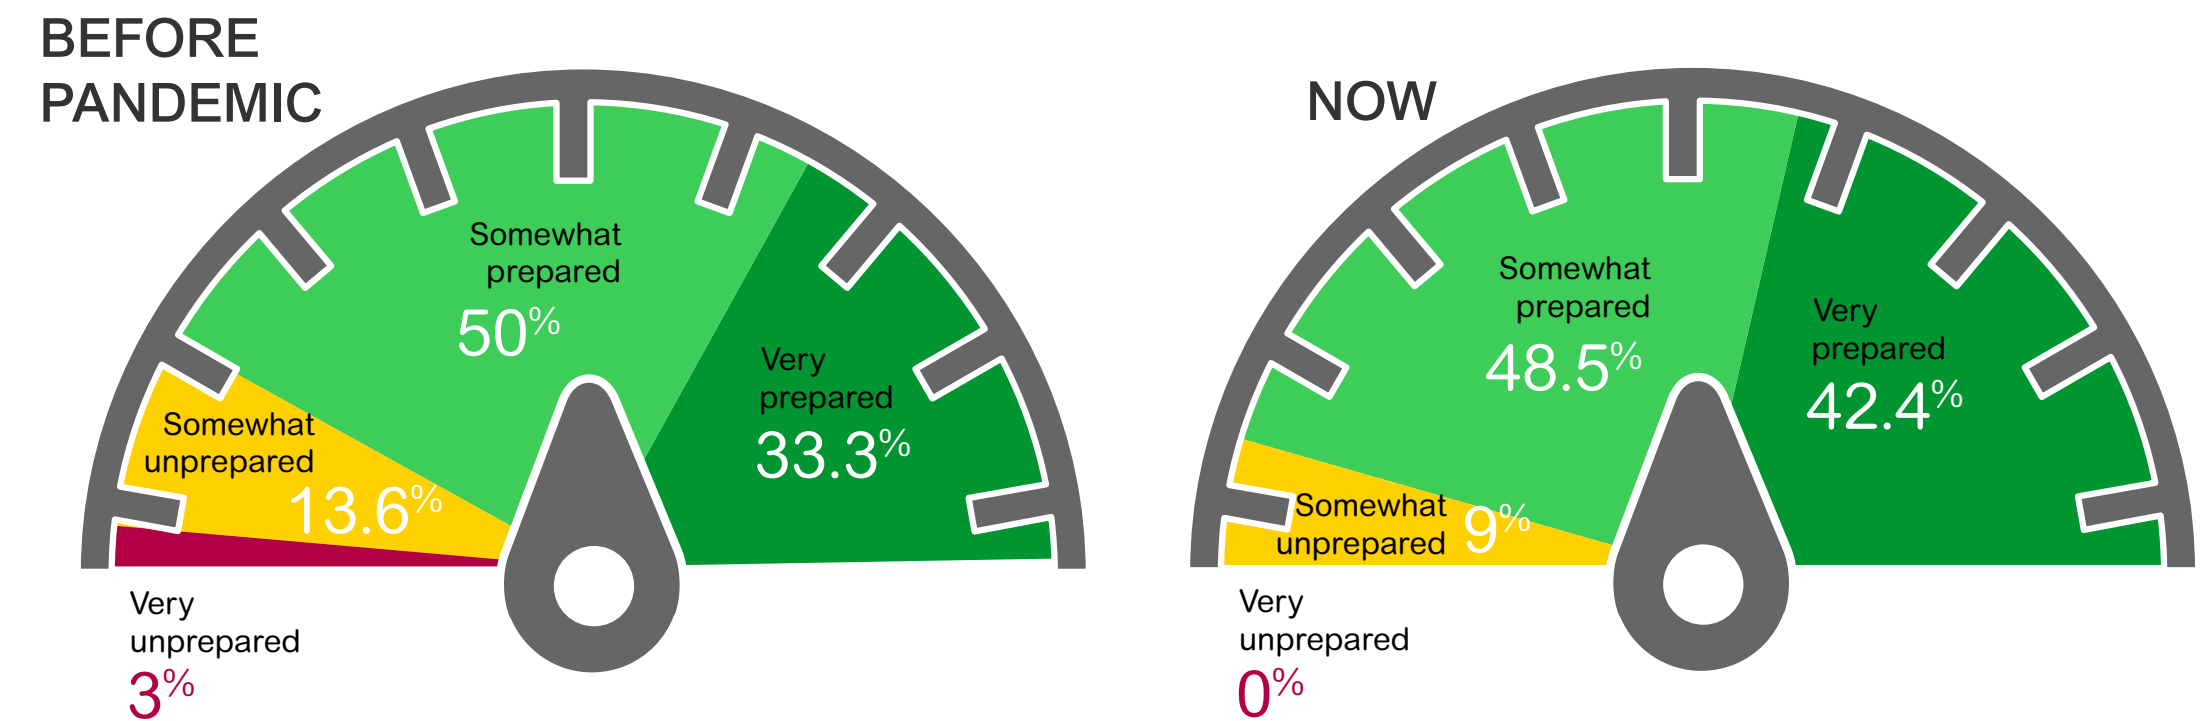 BEFORE
PANDEMIC
Somewhat
prepared
50%
Very
prepared
33.3%
Somewhat
unprepared
13.6%
Very
unprepared
3%
NOW
Somewhat
prepared
48.5%
Very
prepared
42.4%
Somewhat
unprepared
9%
Very
unprepared
0%